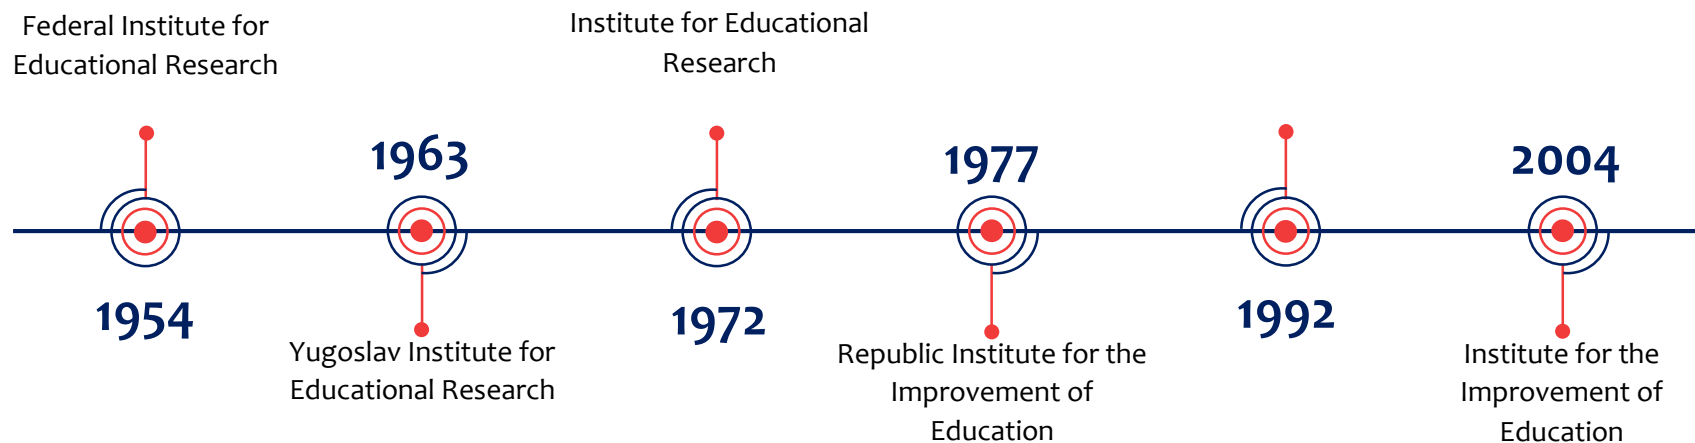 Federal Institute for
Educational Research
1954
1963
Yugoslav Institute for
Educational Research
Institute for Educational
Research
1972
1977
Republic Institute for the
Improvement of
Education
1992
2004
Institute for the
Improvement of
Education